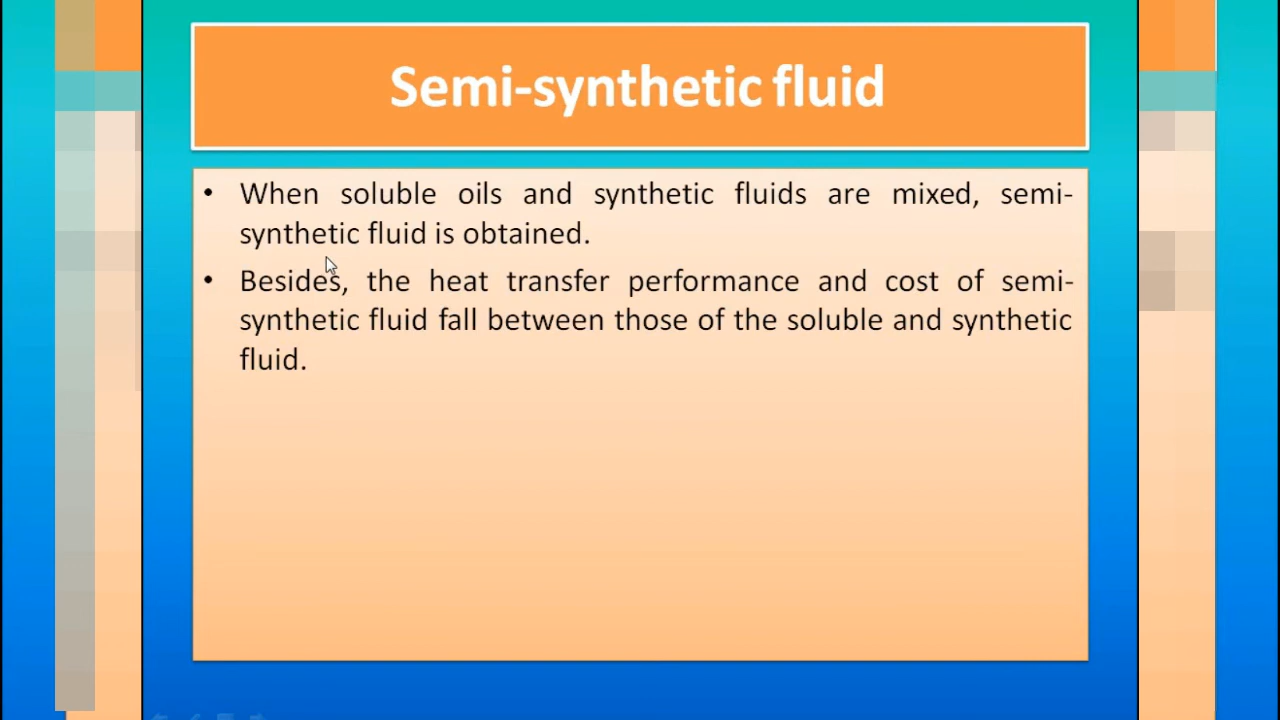 Semi-synthetic fluid
• When soluble oils and synthetic fluids are mixed, semi-
synthetic fluid is obtained.
• Besides, the heat transfer performance and cost of semi-
synthetic fluid fall between those of the soluble and synthetic
fluid.